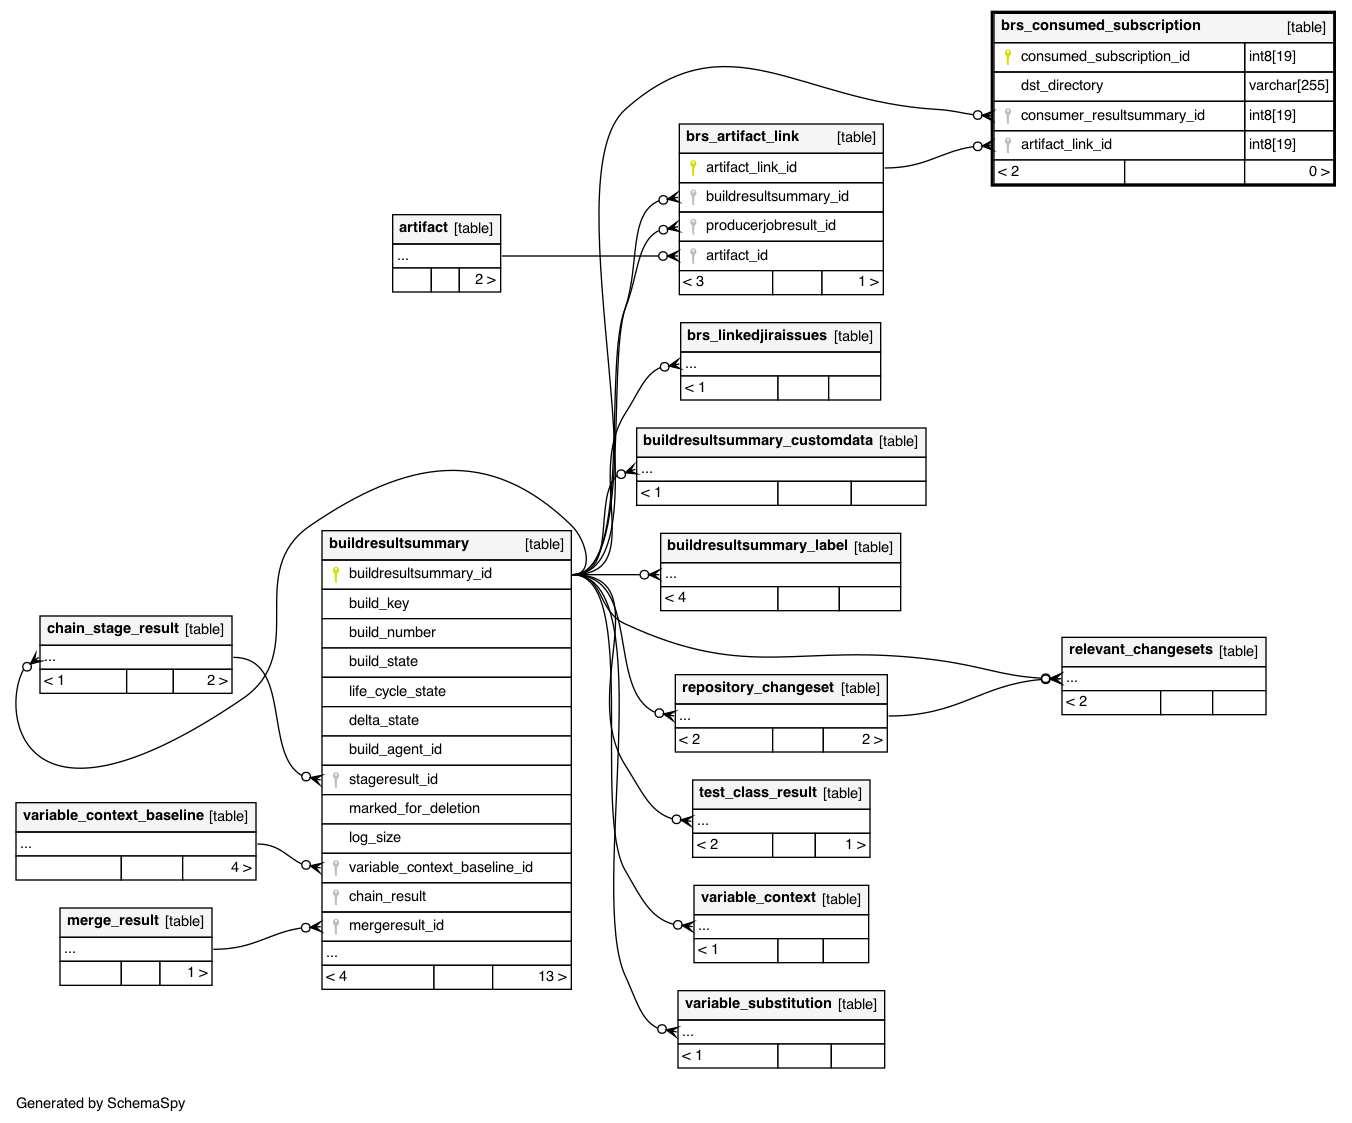 brs_consumed_subscription [table]
consumed_subscription_id int8[19]
dst_directory varchar[255]
consumer_resultsummary_id int8[19]
artifact_link_id int8[19]
< 2 0 >
brs_artifact_link [table]
artifact_link_id
buildresultsummary_id
producerjobresult_id
artifact_id
< 3 1 >
artifact [table]
...
2 >
brs_linkedjiraissues [table]
...
< 1
buildresultsummary_customdata [table]
...
< 1
buildresultsummary [table]
buildresultsummary_id
build_key
build_number
build_state
life_cycle_state
delta_state
build_agent_id
stageresult_id
marked_for_deletion
log_size
variable_context_baseline_id
chain_result
mergeresult_id
...
< 4 13 >
buildresultsummary_label [table]
...
< 4
chain_stage_result [table]
...
< 1 2 >
relevant_changesets [table]
...
< 2
repository_changeset [table]
...
< 2 2 >
test_class_result [table]
...
< 2 1 >
variable_context_baseline [table]
...
4 >
variable_context [table]
...
< 1
merge_result [table]
...
1 >
variable_substitution [table]
...
< 1
Generated by SchemaSpy